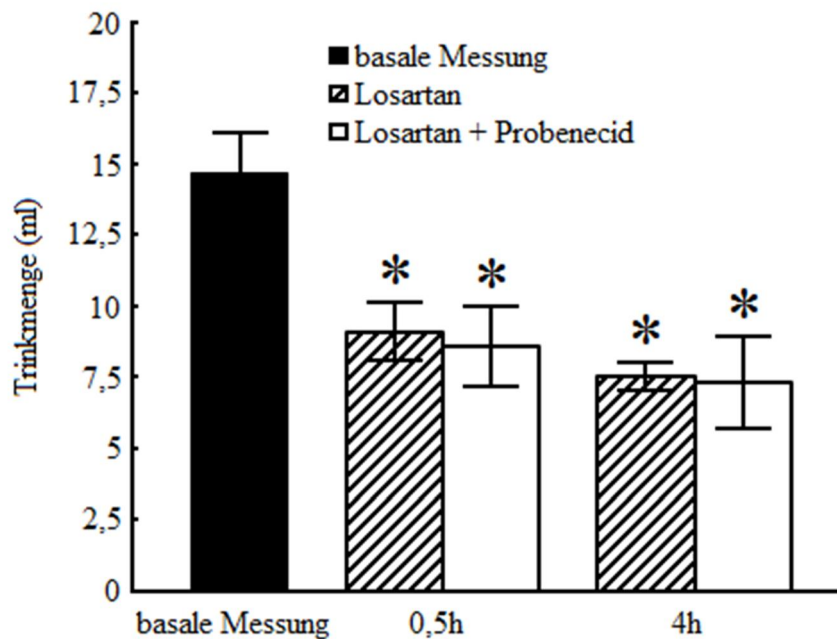 20
17,5
15
12,5
10
7,5
5
2,5
0
Trinkmenge (ml)
basale Messung
Losartan
Losartan + Probenecid
* *
* *
basale Messung 0,5h 4h